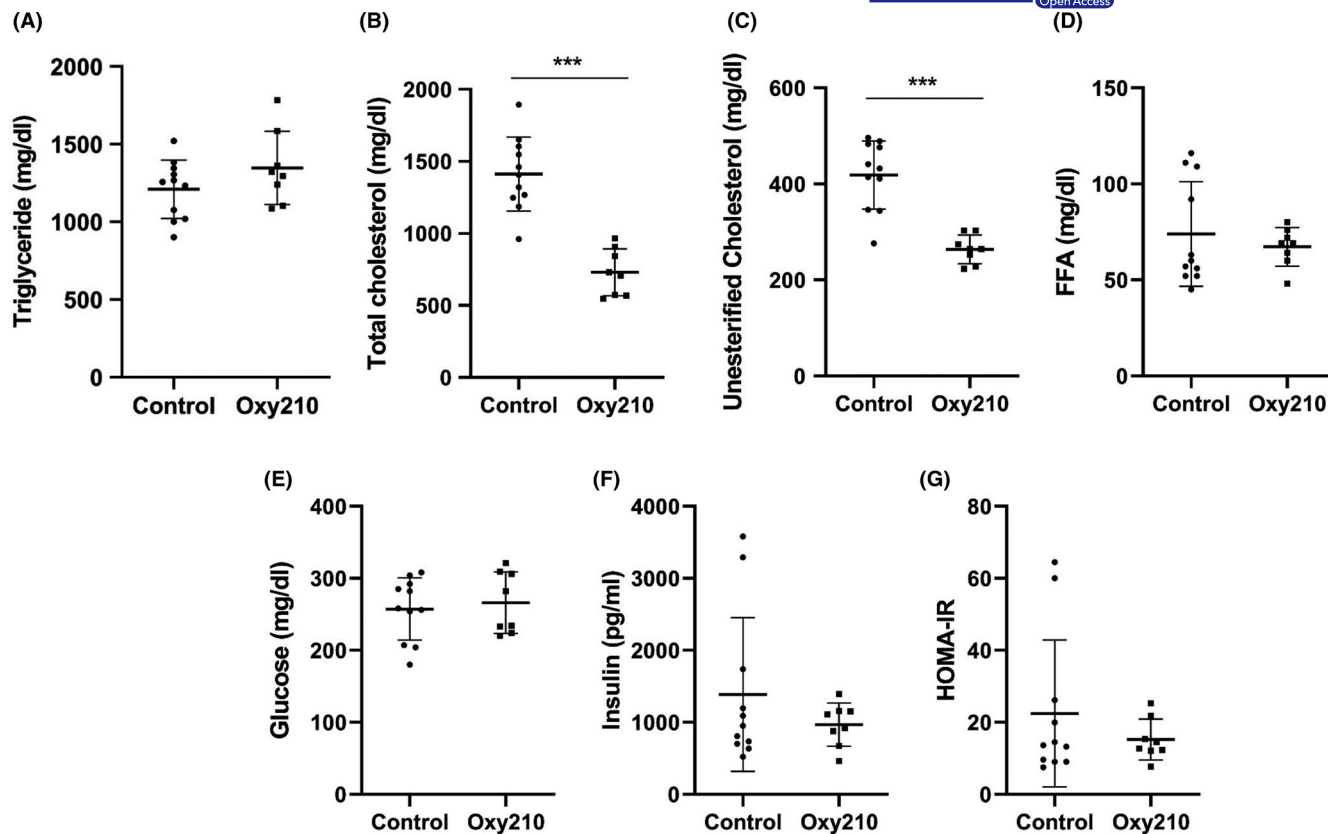 Open Access
(A)
Triglyceride (mg/dl)
2000
1500
1000
500
0
Control Oxy210
(B)
Total cholesterol (mg/dl)
2000
1500
1000
500
0
***
Control Oxy210
(C)
Unesterified Cholesterol (mg/dl)
600
400
200
0
***
Control Oxy210
(D)
FFA (mg/dl)
150
100
50
0
Control Oxy210
(E)
Glucose (mg/dl)
400
300
200
100
0
Control Oxy210
(F)
Insulin (pg/ml)
4000
3000
2000
1000
0
Control Oxy210
(G)
HOMA-IR
80
60
40
20
0
Control Oxy210